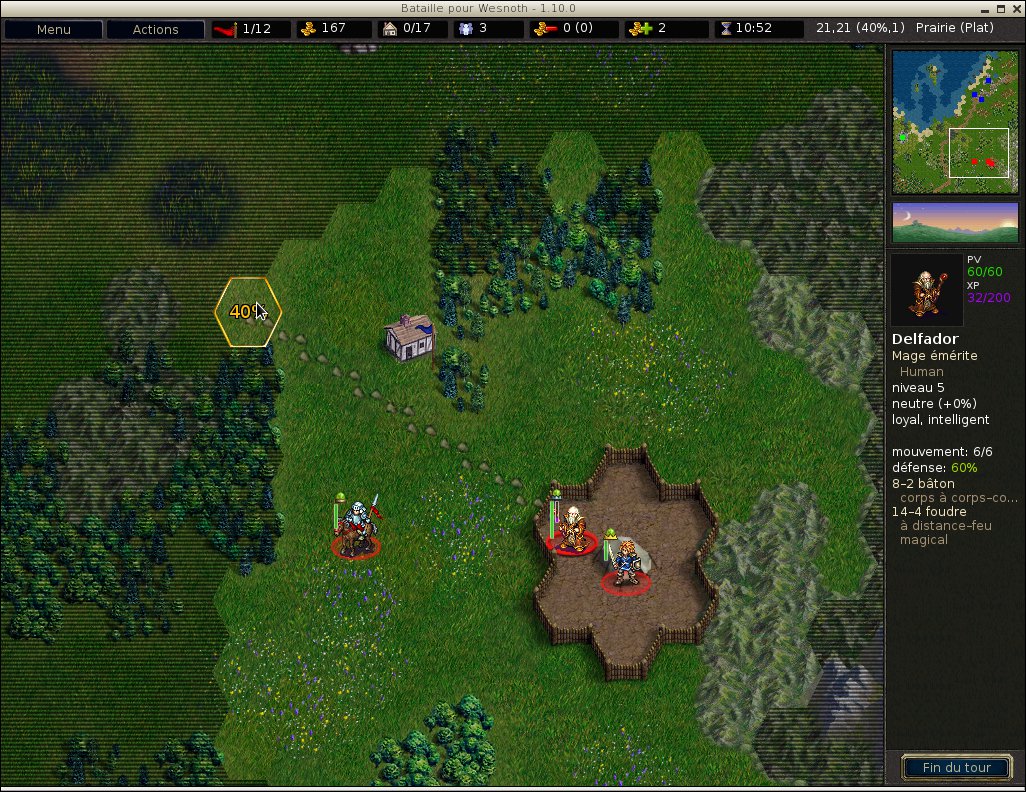 Bataille pour Wesnoth - 1.10.0
Menu
Actions
1/12
167
0/17
3
0 (0)
2
10:52
21,21 (40%,1) Prairie (Plat)
PV
60/60
XP
32/200
Delfador
Mage émérite
Human
niveau 5
neutre (+0%)
loyal, intelligent
mouvement: 6/6
défense: 60%
8–2 bâton
corps à corps–co...
14–4 foudre
à distance–feu
magical
40%
Fin du tour